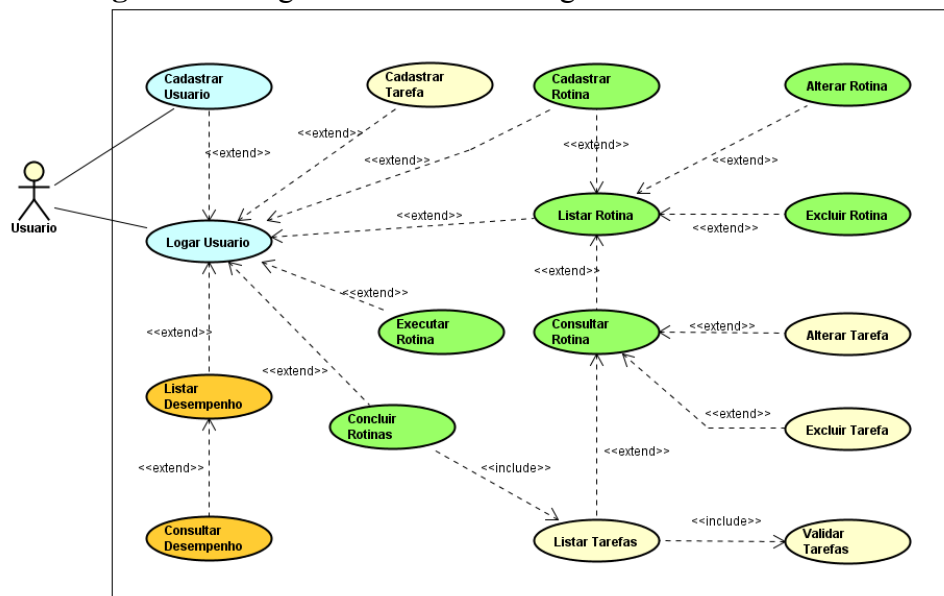 Cadastrar
Usuario
Cadastrar
Tarefa
Cadastrar
Rotina
Alterar Rotina
<<extend>>
<<extend>>
<<extend>>
<<extend>>
<<extend>>
<<extend>>
Usuario
Logar Usuario
<<extend>>
Listar Rotina
Excluir Rotina
<<extend>>
<<extend>>
<<extend>>
Executar
Rotina
Consultar
Rotina
<<extend>>
Alterar Tarefa
<<extend>>
<<extend>>
Listar
Desempenho
Concluir
Rotinas
<<extend>>
Excluir Tarefa
<<extend>>
<<include>>
<<extend>>
Consultar
Desempenho
Listar Tarefas
<<include>>
Validar
Tarefas